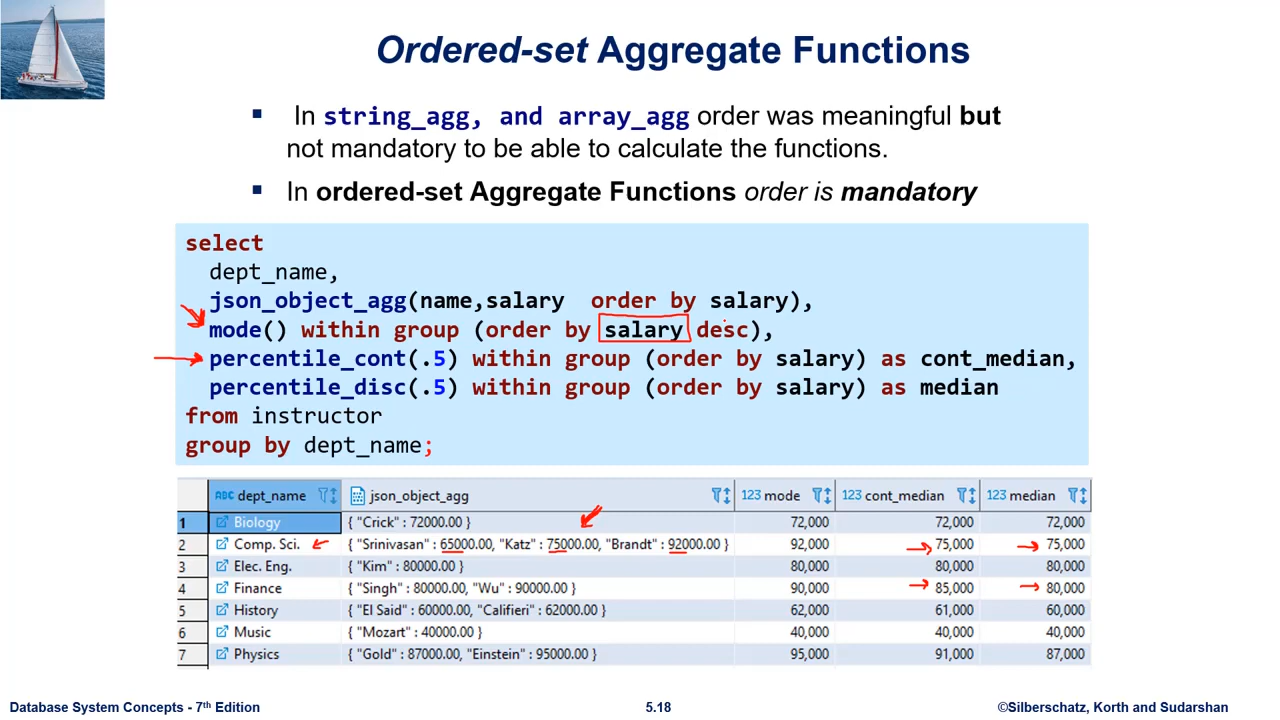 Ordered-set Aggregate Functions
▪ In string_agg, and array_agg order was meaningful but
not mandatory to be able to calculate the functions.
▪ In ordered-set Aggregate Functions order is mandatory
select
dept_name,
json_object_agg(name,salary order by salary),
mode() within group (order by salary desc),
percentile_cont(.5) within group (order by salary) as cont_median,
percentile_disc(.5) within group (order by salary) as median
from instructor
group by dept_name;
ABC dept_name json_object_agg 123 mode 123 cont_median 123 median
1 Biology { "Crick" : 72000.00 } 72,000 72,000 72,000
2 Comp. Sci. { "Srinivasan" : 65000.00, "Katz" : 75000.00, "Brandt" : 92000.00 } 92,000 75,000 75,000
3 Elec. Eng. { "Kim" : 80000.00 } 80,000 80,000 80,000
4 Finance { "Singh" : 80000.00, "Wu" : 90000.00 } 90,000 85,000 80,000
5 History { "El Said" : 60000.00, "Califieri" : 62000.00 } 62,000 61,000 60,000
6 Music { "Mozart" : 40000.00 } 40,000 40,000 40,000
7 Physics { "Gold" : 87000.00, "Einstein" : 95000.00 } 95,000 91,000 87,000
Database System Concepts - 7th Edition 5.18 ©Silberschatz, Korth and Sudarshan